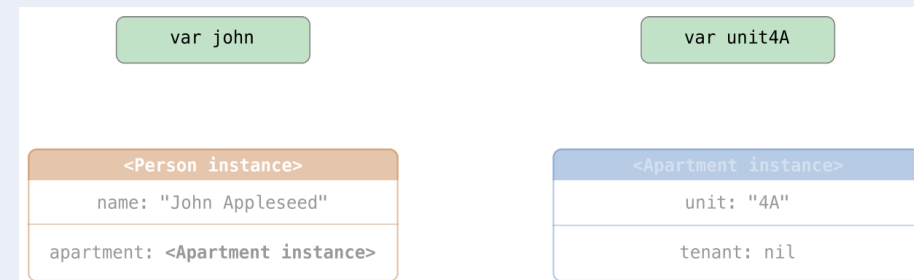 var john
var unit4A
<Person instance>
<Apartment instance>
name: "John Appleseed"
unit: "4A"
apartment: <Apartment instance>
tenant: nil